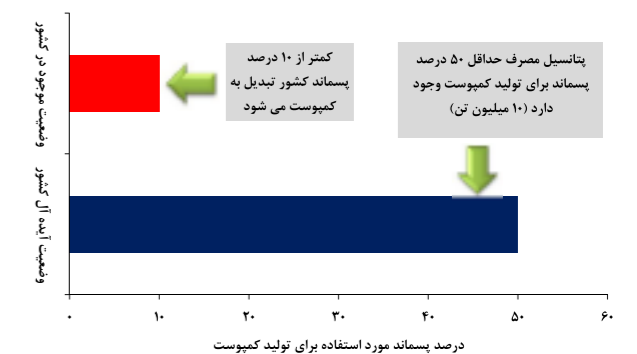 کمتر از ۱۰ درصد
پسماند کشور تبدیل به
کمپوست می شود
پتانسیل مصرف حداقل ۵۰ درصد
پسماند برای تولید کمپوست وجود
دارد (۱۰ میلیون تن)
وضعیت موجود در کشور
وضعیت آیده آل کشور
۰ ۱۰ ۲۰ ۳۰ ۴۰ ۵۰ ۶۰
درصد پسماند مورد استفاده برای تولید کمپوست